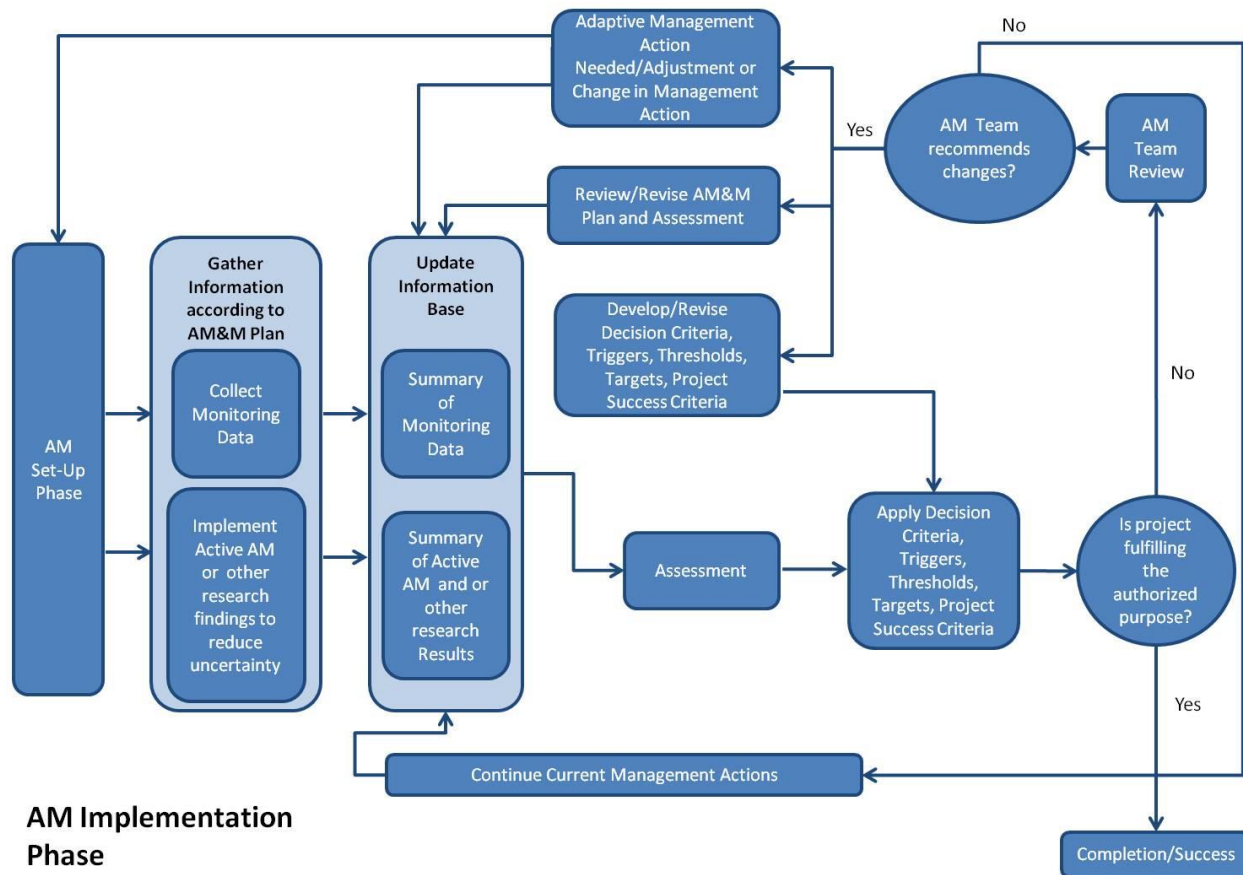 Adaptive Management
Action
Needed/Adjustment or
Change in Management
Action
No
Yes
AM Team
recommends
changes?
AM
Team
Review
Review/Revise AM&M
Plan and Assessment
Gather
Information
according to
AM&M Plan
Update
Information
Base
Develop/Revise
Decision Criteria,
Triggers, Thresholds,
Targets, Project
Success Criteria
No
Collect
Monitoring
Data
Summary
of
Monitoring
Data
AM
Set-Up
Phase
Implement
Active AM
or other
research
findings to
reduce
uncertainty
Summary
of Active
AM and or
other
research
Results
Assessment
Apply Decision
Criteria,
Triggers,
Thresholds,
Targets, Project
Success Criteria
Is project
fulfilling
the
authorized
purpose?
Yes
Continue Current Management Actions
AM Implementation
Phase
Completion/Success